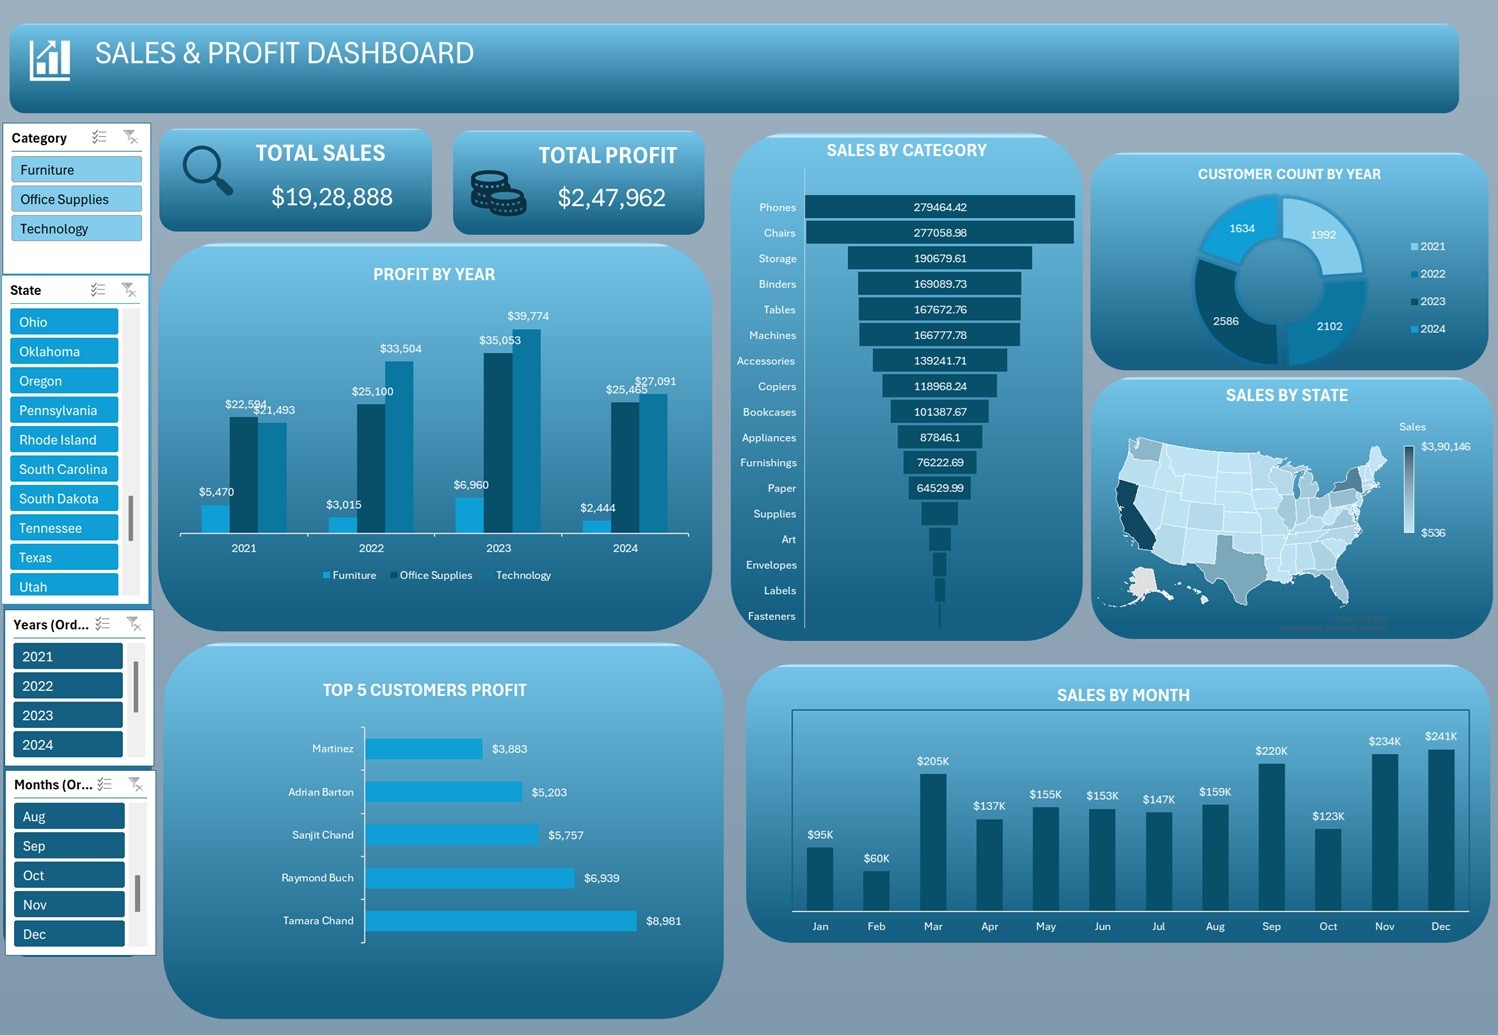 SALES & PROFIT DASHBOARD
Category
Furniture
Office Supplies
Technology
State
Ohio
Oklahoma
Oregon
Pennsylvania
Rhode Island
South Carolina
South Dakota
Tennessee
Texas
Utah
Years (Ord...
2021
2022
2023
2024
Months (Or...
Aug
Sep
Oct
Nov
Dec
TOTAL SALES
$19,28,888
TOTAL PROFIT
$2,47,962
PROFIT BY YEAR
$5,470
$22,594
$21,493
$3,015
$25,100
$33,504
$6,960
$35,053
$39,774
$2,444
$25,465
$27,091
2021 2022 2023 2024
Furniture Office Supplies Technology
TOP 5 CUSTOMERS PROFIT
Martinez $3,883
Adrian Barton $5,203
Sanjit Chand $5,757
Raymond Buch $6,939
Tamara Chand $8,981
SALES BY CATEGORY
Phones 279464.42
Chairs 277058.98
Storage 190679.61
Binders 169089.73
Tables 167672.76
Machines 166777.78
Accessories 139241.71
Copiers 118968.24
Bookcases 101387.67
Appliances 87846.1
Furnishings 76222.69
Paper 64529.99
Supplies
Art
Envelopes
Labels
Fasteners
CUSTOMER COUNT BY YEAR
1634
1992
2586
2102
2021
2022
2023
2024
SALES BY STATE
Sales
$3,90,146
$536
SALES BY MONTH
$95K
$60K
$205K
$137K
$155K
$153K
$147K
$159K
$220K
$123K
$234K
$241K
Jan Feb Mar Apr May Jun Jul Aug Sep Oct Nov Dec